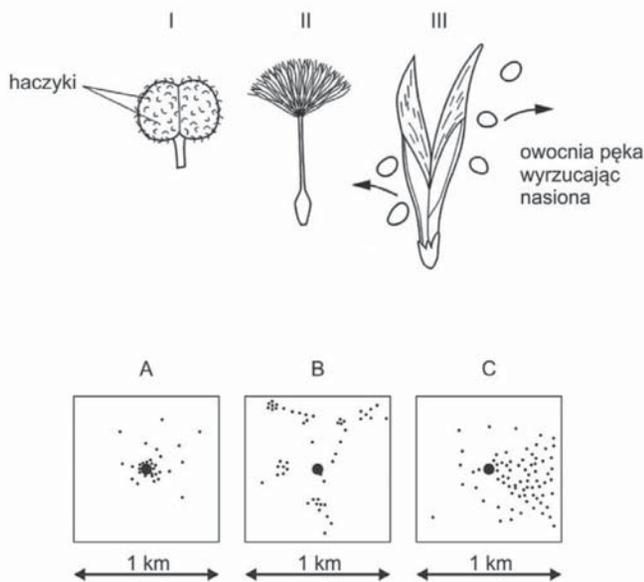 I II III
haczyki
owocnia pęka
wyrzucając
nasiona
A B C
1 km 1 km 1 km